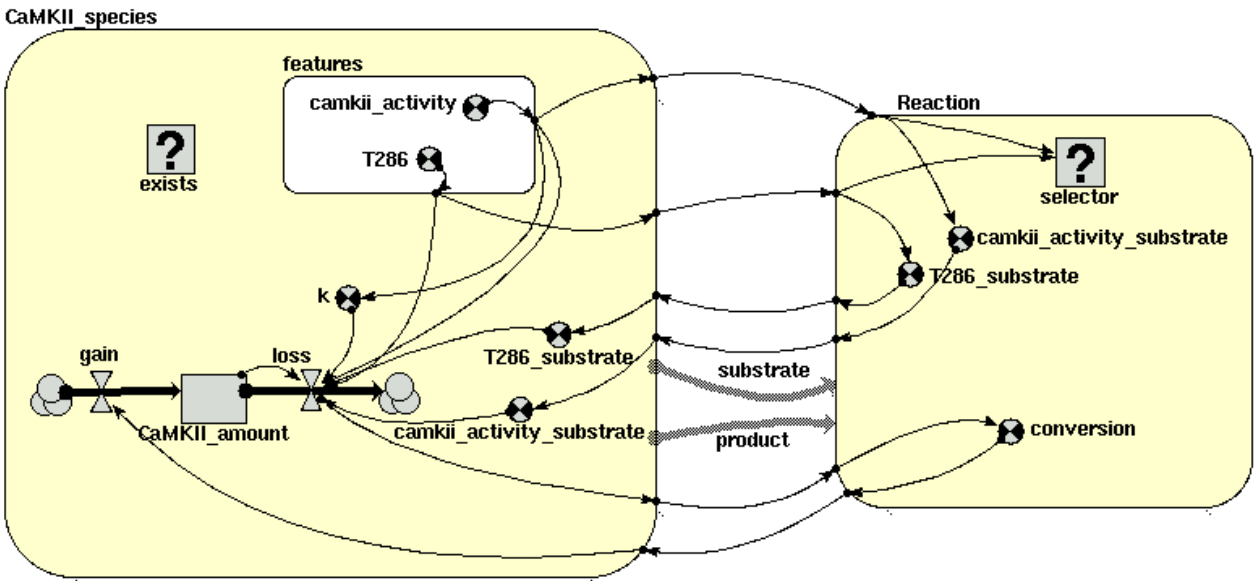 CaMKII_species
features
camkii_activity
T286
?
exists
k
gain
loss
CaMKII_amount
T286_substrate
camkii_activity_substrate
substrate
product
Reaction
?
selector
camkii_activity_substrate
T286_substrate
conversion